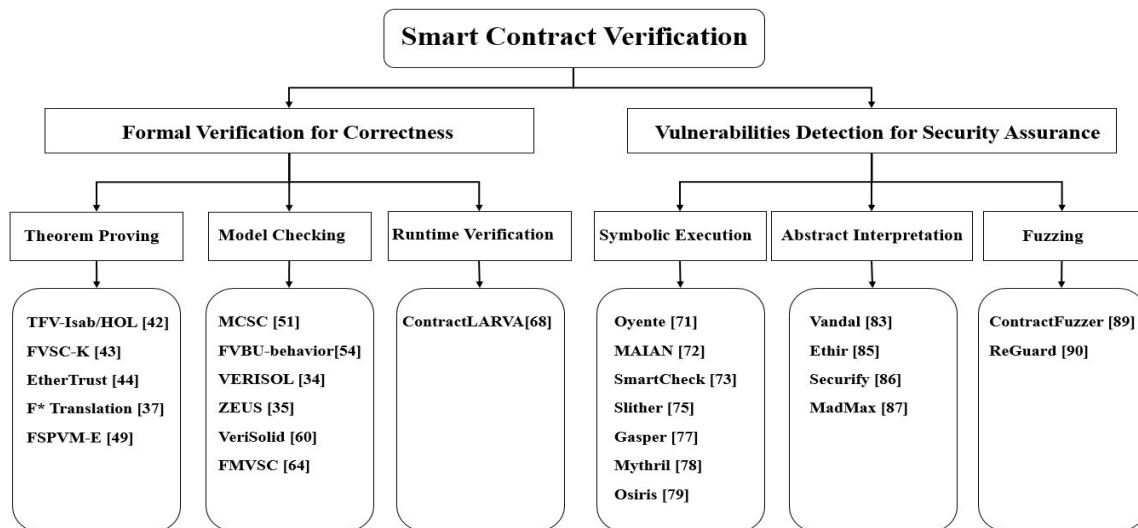 Smart Contract Verification
Formal Verification for Correctness
Vulnerabilities Detection for Security Assurance
Theorem Proving
Model Checking
Runtime Verification
Symbolic Execution
Abstract Interpretation
Fuzzing
TFV-Isab/HOL [42]
FVSC-K [43]
EtherTrust [44]
F* Translation [37]
FSPVM-E [49]
MCSC [51]
FVBU-behavior[54]
VERISOL [34]
ZEUS [35]
VeriSolid [60]
FMVSC [64]
ContractLARVA[68]
Oyente [71]
MAIAN [72]
SmartCheck [73]
Slither [75]
Gasper [77]
Mythril [78]
Osiris [79]
Vandal [83]
Ethir [85]
Securify [86]
MadMax [87]
ContractFuzzer [89]
ReGuard [90]